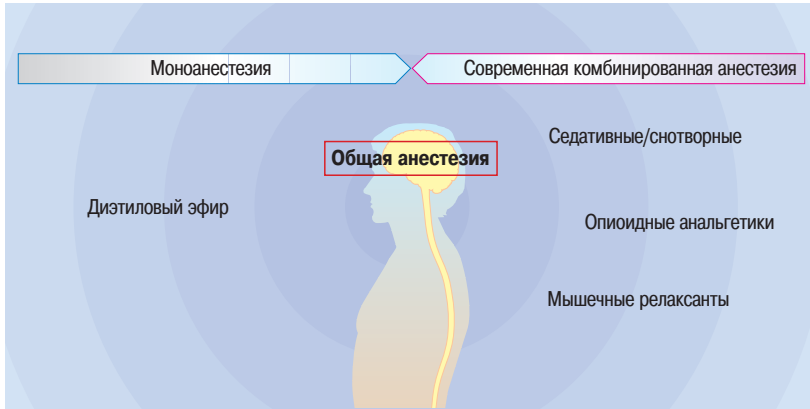 Моноанестезия
Современная комбинированная анестезия
Седативные/снотворные
Общая анестезия
Диэтиловый эфир
Опиоидные анальгетики
Мышечные релаксанты